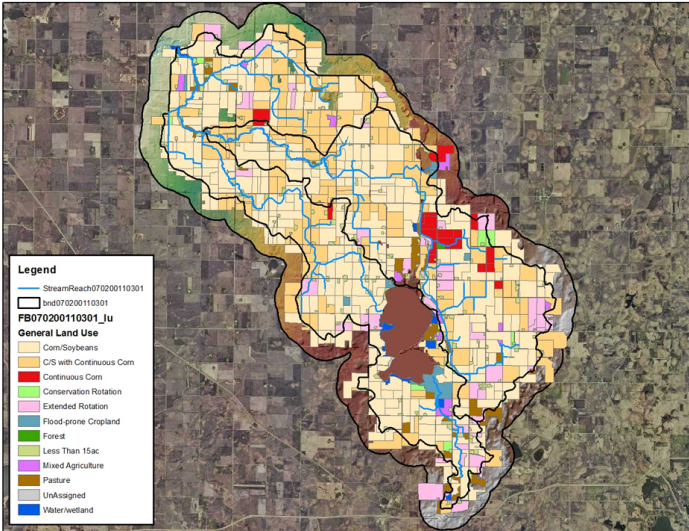 Legend
StreamReach070200110301
bnd070200110301
FB070200110301_lu
General Land Use
Corn/Soybeans
C/S with Continuous Corn
Continuous Corn
Conservation Rotation
Extended Rotation
Flood-prone Cropland
Forest
Less Than 15ac
Mixed Agriculture
Pasture
UnAssigned
Water/wetland